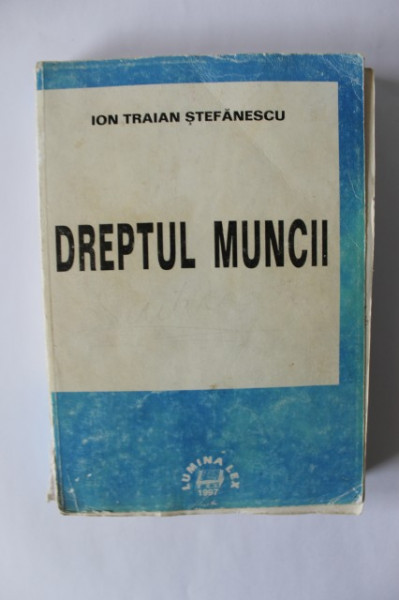 ION TRAIAN ȘTEFĂNESCU
DREPTUL MUNCII
LUMINA LEX
1997